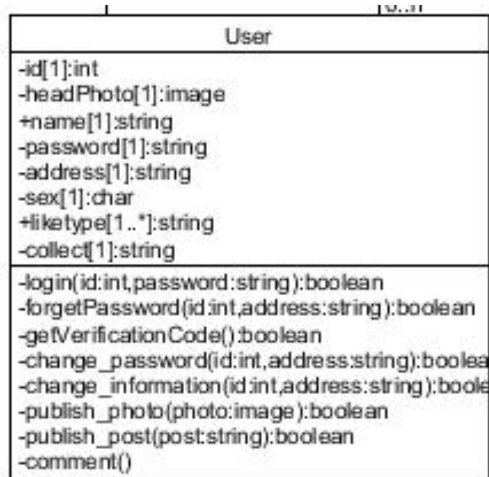 0..n
User
-id[1]:int
-headPhoto[1]:image
+name[1]:string
-password[1]:string
-address[1]:string
-sex[1]:char
+liketype[1..*]:string
-collect[1]:string
-login(id:int,password:string):boolean
-forgetPassword(id:int,address:string):boolean
-getVerificationCode():boolean
-change_password(id:int,address:string):boolea
-change_information(id:int,address:string):boole
-publish_photo(photo:image):boolean
-publish_post(post:string):boolean
-comment()